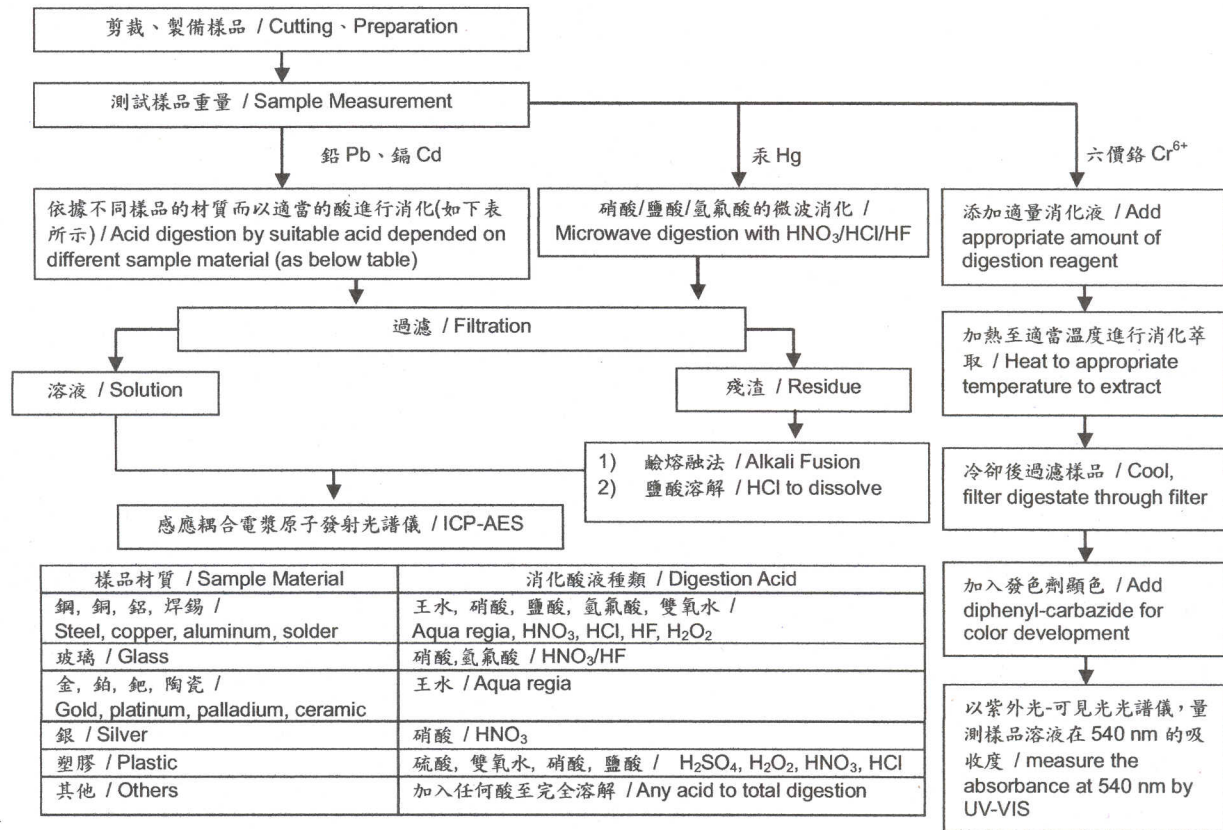 剪裁、製備樣品 / Cutting、Preparation
測試樣品重量 / Sample Measurement
鉛 Pb、鎘 Cd
汞 Hg
六價鉻 Cr⁶⁺
依據不同樣品的材質而以適當的酸進行消化(如下表
所示) / Acid digestion by suitable acid depended on
different sample material (as below table)
硝酸/鹽酸/氫氟酸的微波消化 /
Microwave digestion with HNO₃/HCl/HF
添加適量消化液 / Add
appropriate amount of
digestion reagent
過濾 / Filtration
加熱至適當溫度進行消化萃
取 / Heat to appropriate
temperature to extract
溶液 / Solution
殘渣 / Residue
1) 鹼熔融法 / Alkali Fusion
2) 鹽酸溶解 / HCl to dissolve
冷卻後過濾樣品 / Cool,
filter digestate through filter
感應耦合電漿原子發射光譜儀 / ICP-AES
加入發色劑顯色 / Add
diphenyl-carbazide for
color development
以紫外光-可見光光譜儀，量
測樣品溶液在 540 nm 的吸
收度 / measure the
absorbance at 540 nm by
UV-VIS
樣品材質 / Sample Material
消化酸液種類 / Digestion Acid
鋼, 銅, 鋁, 焊錫 /
Steel, copper, aluminum, solder
王水, 硝酸, 鹽酸, 氫氟酸, 雙氧水 /
Aqua regia, HNO₃, HCl, HF, H₂O₂
玻璃 / Glass
硝酸,氫氟酸 / HNO₃/HF
金, 鉑, 鈀, 陶瓷 /
Gold, platinum, palladium, ceramic
王水 / Aqua regia
銀 / Silver
硝酸 / HNO₃
塑膠 / Plastic
硫酸, 雙氧水, 硝酸, 鹽酸 / H₂SO₄, H₂O₂, HNO₃, HCl
其他 / Others
加入任何酸至完全溶解 / Any acid to total digestion